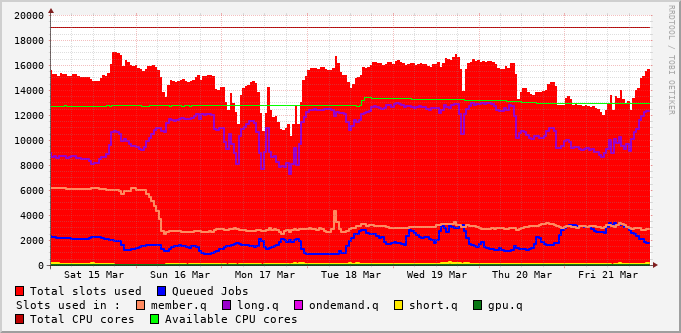 20000
18000
16000
14000
12000
10000
8000
6000
4000
2000
0
Sat 15 Mar Sun 16 Mar Mon 17 Mar Tue 18 Mar Wed 19 Mar Thu 20 Mar Fri 21 Mar
Total slots used Queued Jobs
Slots used in : member.q long.q ondemand.q short.q gpu.q
Total CPU cores Available CPU cores
RRDTOOL / TOBI OETIKER